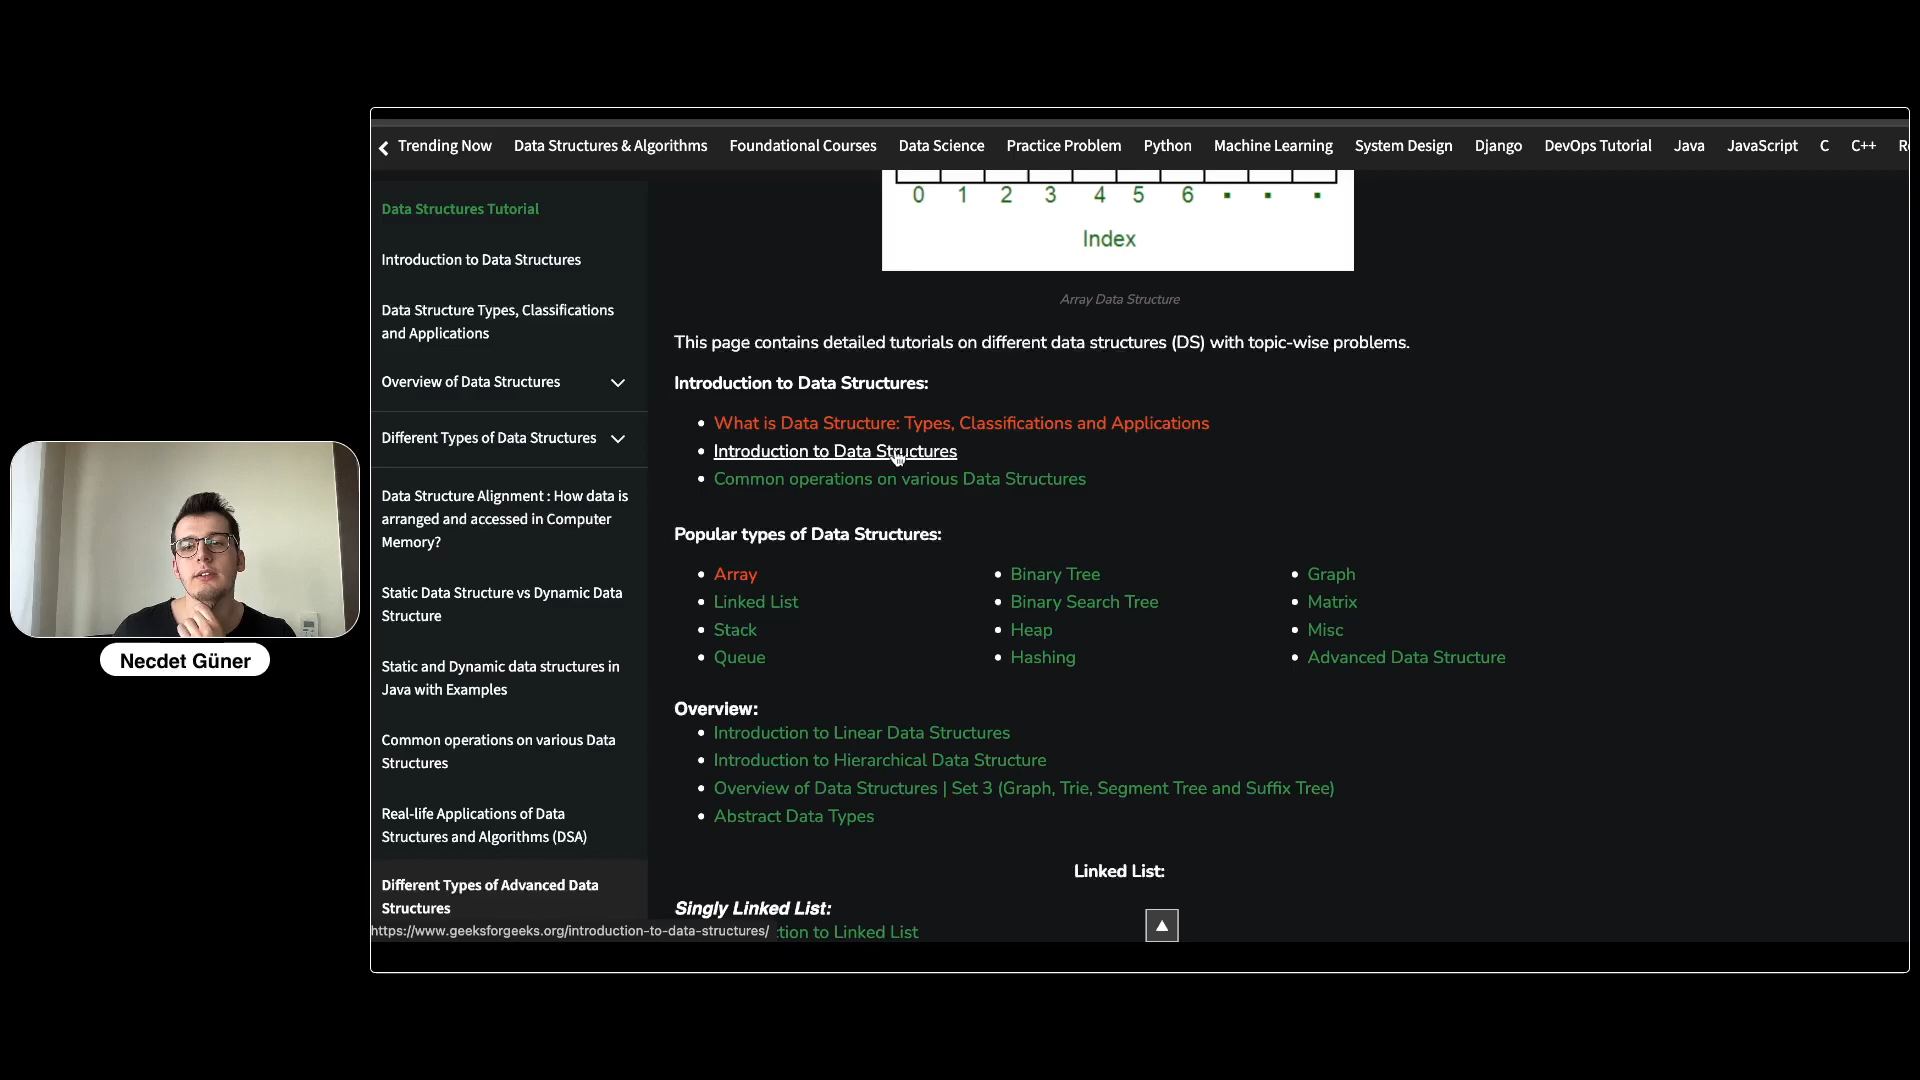 Trending Now Data Structures & Algorithms Foundational Courses Data Science Practice Problem Python Machine Learning System Design Django DevOps Tutorial Java JavaScript C C++
Data Structures Tutorial
Introduction to Data Structures
Data Structure Types, Classifications
and Applications
Overview of Data Structures
Different Types of Data Structures
Data Structure Alignment : How data is
arranged and accessed in Computer
Memory?
Static Data Structure vs Dynamic Data
Structure
Static and Dynamic data structures in
Java with Examples
Common operations on various Data
Structures
Real-life Applications of Data
Structures and Algorithms (DSA)
Different Types of Advanced Data
Structures
https://www.geeksforgeeks.org/introduction-to-data-structures/
0 1 2 3 4 5 6 . . .
Index
Array Data Structure
This page contains detailed tutorials on different data structures (DS) with topic-wise problems.
Introduction to Data Structures:
What is Data Structure: Types, Classifications and Applications
Introduction to Data Structures
Common operations on various Data Structures
Popular types of Data Structures:
Array
Linked List
Stack
Queue
Binary Tree
Binary Search Tree
Heap
Hashing
Graph
Matrix
Misc
Advanced Data Structure
Overview:
Introduction to Linear Data Structures
Introduction to Hierarchical Data Structure
Overview of Data Structures | Set 3 (Graph, Trie, Segment Tree and Suffix Tree)
Abstract Data Types
Linked List:
Singly Linked List:
tion to Linked List
Necdet Güner